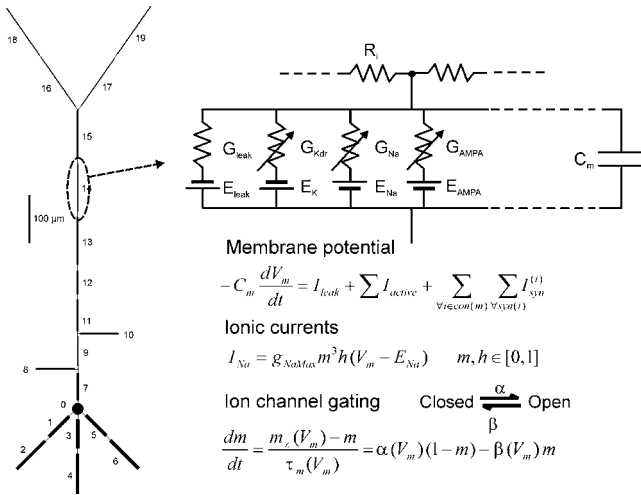 18
19
16
17
15
14
100 µm
13
12
11
10
9
8
7
0
1
3
5
2
6
4
R_i
G_leak
G_Kdr
G_Na
G_AMPA
C_m
E_leak
E_K
E_Na
E_AMPA
Membrane potential
-C_m dV_m/dt = I_leak + ∑ I_active + ∑_{∀i∈con(m)} ∑_{∀syn(i)} I_syn^{(i)}
Ionic currents
I_Na = g_NaMax m^3 h(V_m - E_Na) m, h ∈ [0,1]
Ion channel gating
Closed α ⇌ β Open
dm/dt = (V_m) - m / τ_m(V_m) = α(V_m)(1 - m) - β(V_m)m